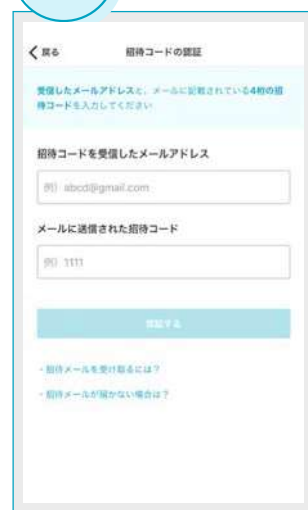 戻る
招待コードの認証
受信したメールアドレスと、メールに記載されている4桁の招
待コードを入力してください
招待コードを受信したメールアドレス
例) abcd@gmail.com
メールに送信された招待コード
例) 1111
認証する
・招待メールを受け取るには？
・招待メールが届かない場合は？